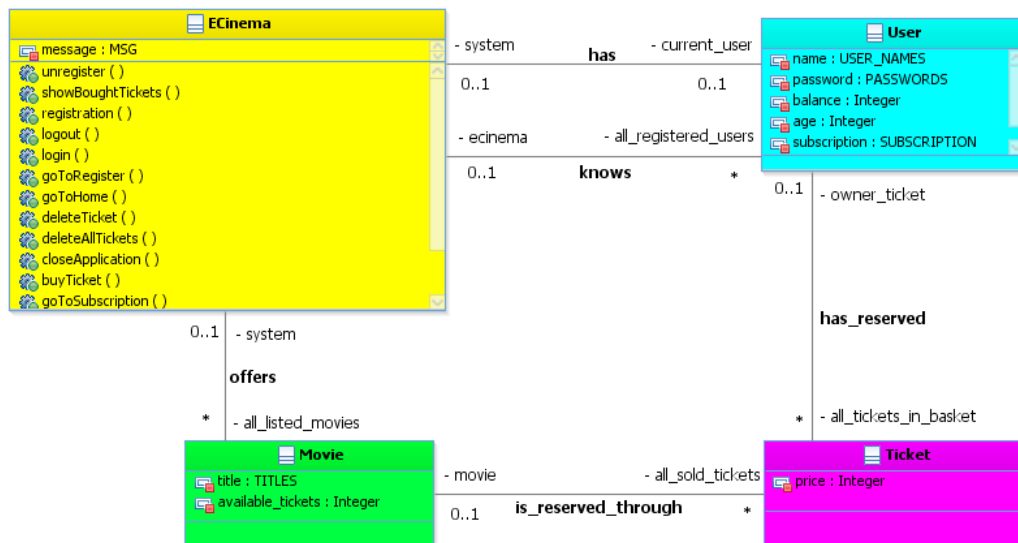 ECinema
message : MSG
unregister ( )
showBoughtTickets ( )
registration ( )
logout ( )
login ( )
goToRegister ( )
goToHome ( )
deleteTicket ( )
deleteAllTickets ( )
closeApplication ( )
buyTicket ( )
goToSubscription ( )
- system
has
- current_user
0..1
0..1
- ecinema
- all_registered_users
0..1
knows
*
User
name : USER_NAMES
password : PASSWORDS
balance : Integer
age : Integer
subscription : SUBSCRIPTION
0..1
- owner_ticket
has_reserved
*
- all_tickets_in_basket
0..1
- system
offers
*
- all_listed_movies
Movie
title : TITLES
available_tickets : Integer
- movie
- all_sold_tickets
0..1
is_reserved_through
*
Ticket
price : Integer